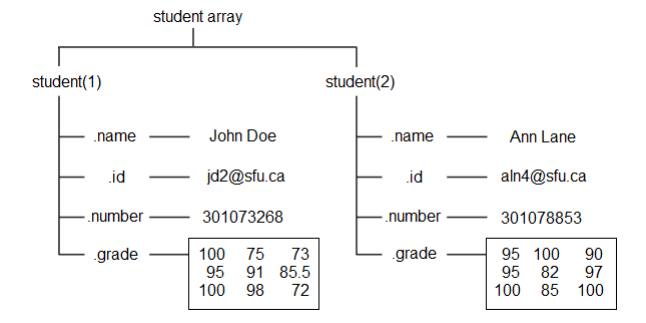 student array
student(1) student(2)
.name John Doe .name Ann Lane
.id jd2@sfu.ca .id aln4@sfu.ca
.number 301073268 .number 301078853
.grade 100 75 73 .grade 95 100 90
95 91 85.5 95 82 97
100 98 72 100 85 100